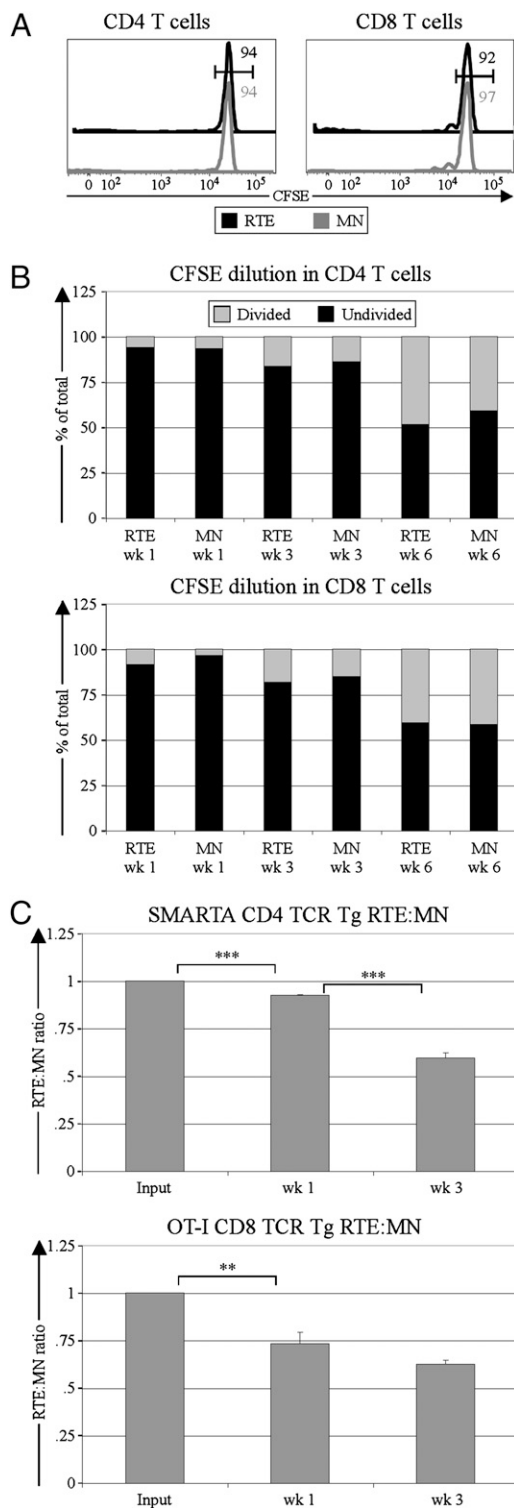 A
CD4 T cells CD8 T cells
94 92
94 97
0 10² 10³ 10⁴ 10⁵ 0 10² 10³ 10⁴ 10⁵
CFSE
RTE MN
B
CFSE dilution in CD4 T cells
125
Divided Undivided
100
75
50
25
0
% of total
RTE MN RTE MN RTE MN
wk 1 wk 1 wk 3 wk 3 wk 6 wk 6
CFSE dilution in CD8 T cells
125
100
75
50
25
0
% of total
RTE MN RTE MN RTE MN
wk 1 wk 1 wk 3 wk 3 wk 6 wk 6
C
SMARTA CD4 TCR Tg RTE:MN
1.25
***
1
***
.75
.5
.25
0
RTE:MN ratio
Input wk 1 wk 3
OT-I CD8 TCR Tg RTE:MN
1.25
**
1
.75
.5
.25
0
RTE:MN ratio
Input wk 1 wk 3